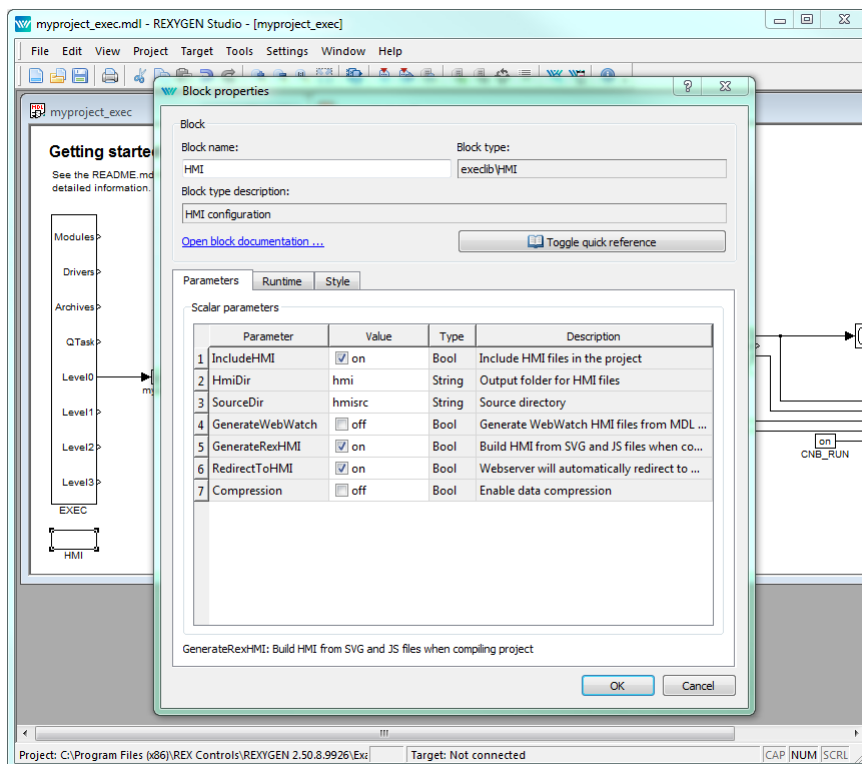 myproject_exec.mdl - REXYGEN Studio - [myproject_exec]
File Edit View Project Target Tools Settings Window Help
Block properties
myproject_exec
Block
Block name:
Block type:
HMI
execlib\HMI
Block type description:
HMI configuration
Open block documentation ...
Toggle quick reference
Parameters Runtime Style
Scalar parameters
Parameter Value Type Description
1 IncludeHMI on Bool Include HMI files in the project
2 HmiDir hmi String Output folder for HMI files
3 SourceDir hmisrc String Source directory
4 GenerateWebWatch off Bool Generate WebWatch HMI files from MDL ...
5 GenerateRexHMI on Bool Build HMI from SVG and JS files when co...
6 RedirectToHMI on Bool Webserver will automatically redirect to ...
7 Compression off Bool Enable data compression
GenerateRexHMI: Build HMI from SVG and JS files when compiling project
OK Cancel
Getting starte
See the README.md
detailed information.
Modules
Drivers
Archives
QTask
Level0
my
Level1
Level2
Level3
EXEC
HMI
on
CNB_RUN
Project: C:\Program Files (x86)\REX Controls\REXYGEN 2.50.8.9926\Exa
Target: Not connected
CAP NUM SCRL